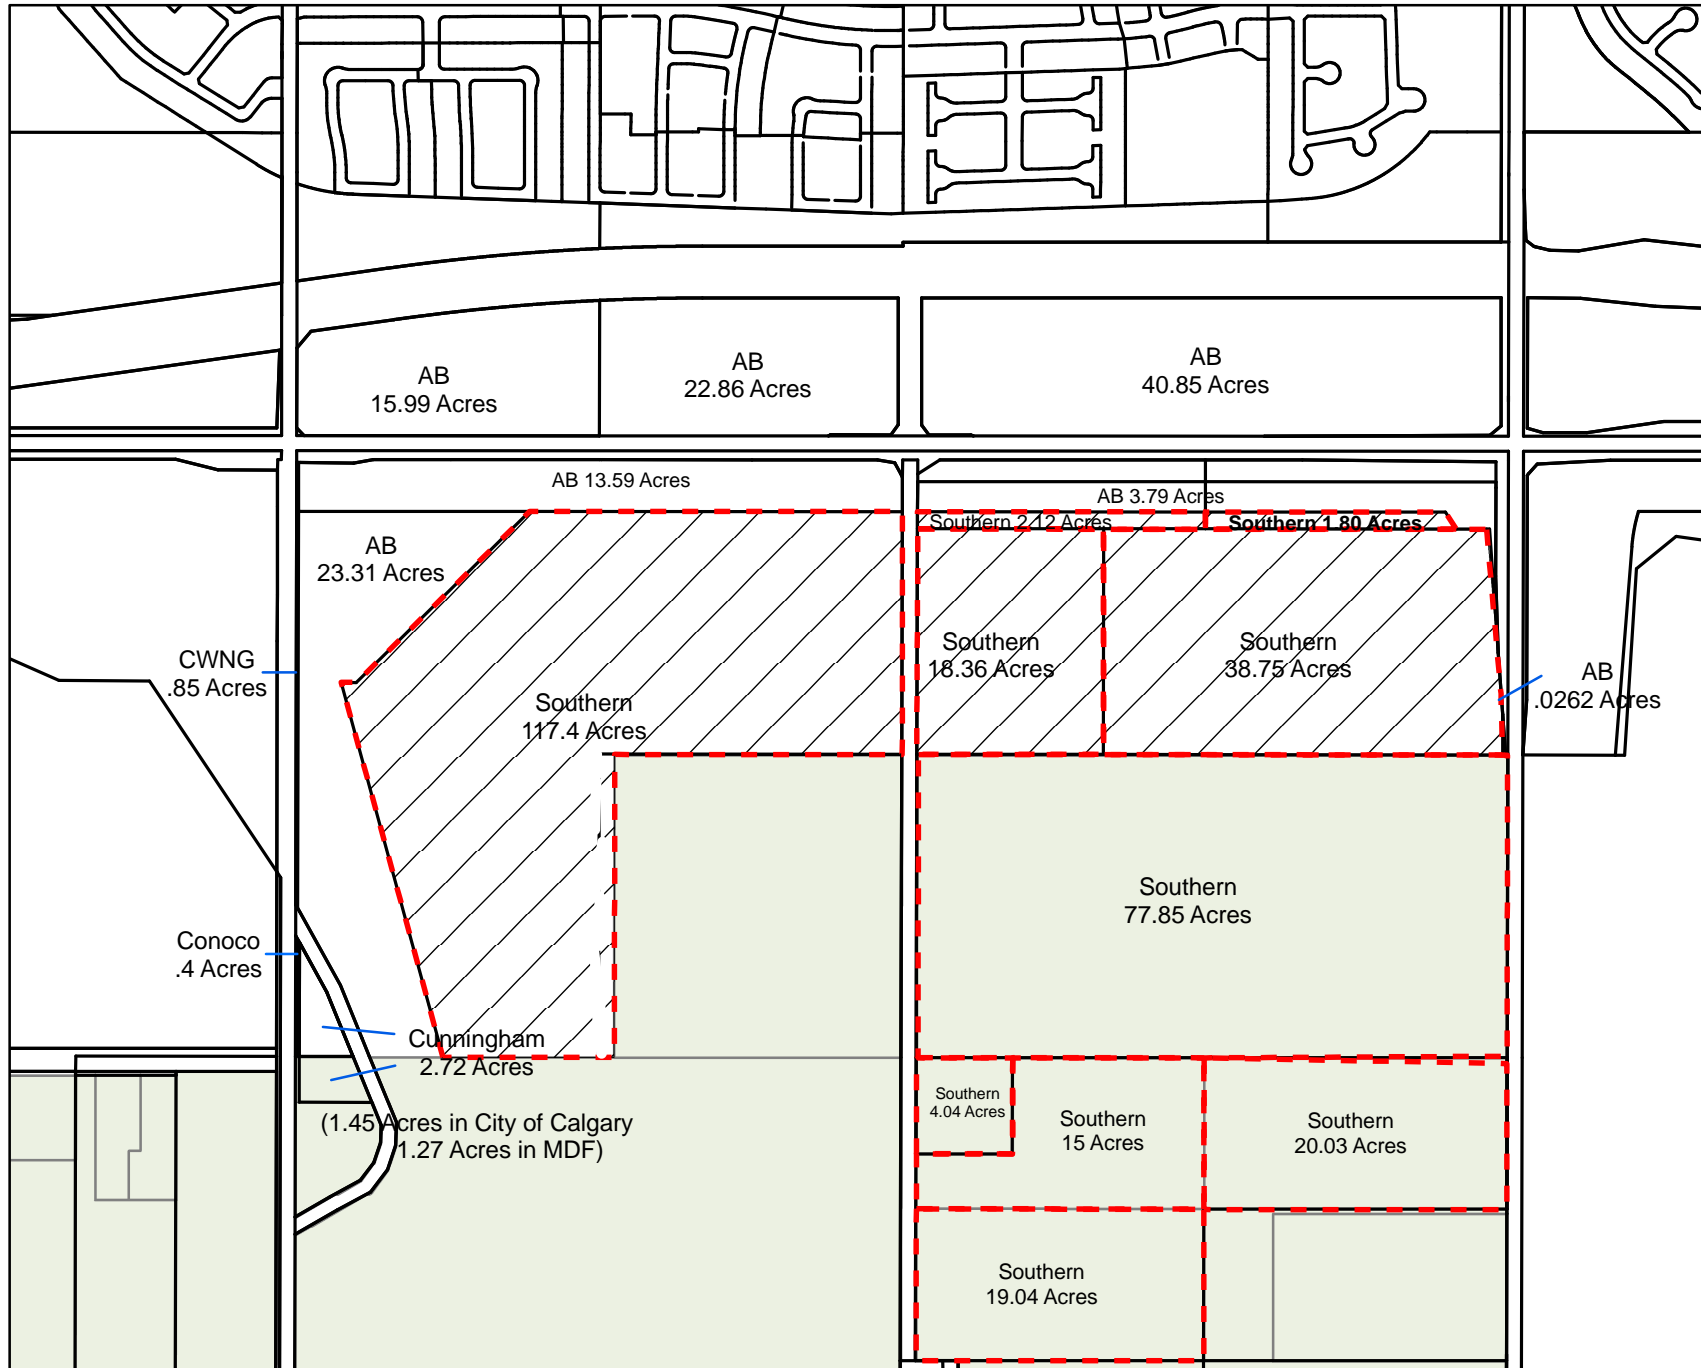 AB
15.99 Acres
AB
22.86 Acres
AB
40.85 Acres
AB 13.59 Acres
AB 3.79 Acres
Southern 2.12 Acres
Southern 1.80 Acres
AB
23.31 Acres
Southern
18.36 Acres
Southern
38.75 Acres
CWNG
.85 Acres
AB
.0262 Acres
Southern
117.4 Acres
Southern
77.85 Acres
Conoco
.4 Acres
Cunningham
2.72 Acres
(1.45 Acres in City of Calgary
1.27 Acres in MDF)
Southern
4.04 Acres
Southern
15 Acres
Southern
20.03 Acres
Southern
19.04 Acres